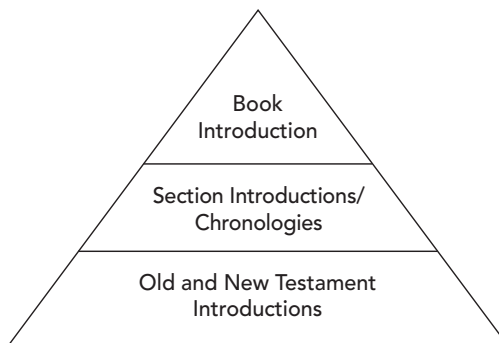 Book
Introduction
Section Introductions/
Chronologies
Old and New Testament
Introductions